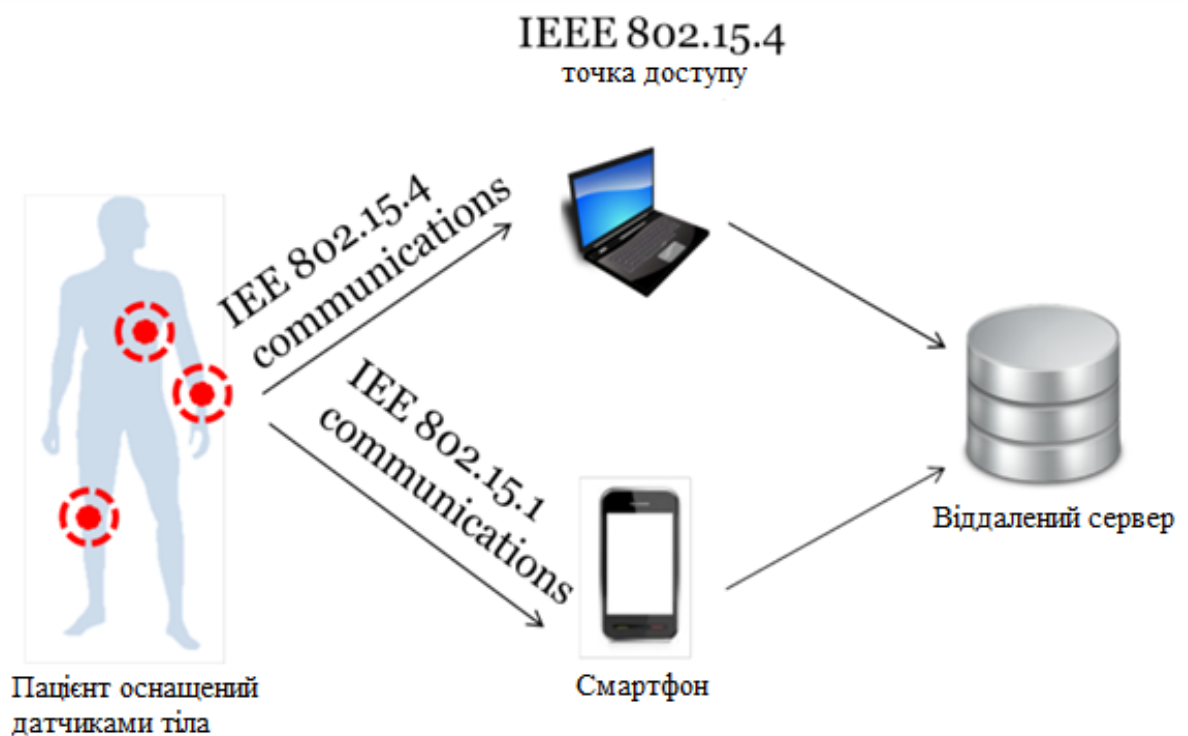 IEEE 802.15.4
точка доступу
IEE 802.15.4
communications
IEE 802.15.1
communications
Віддалений сервер
Смартфон
Пацієнт оснащений
датчиками тіла